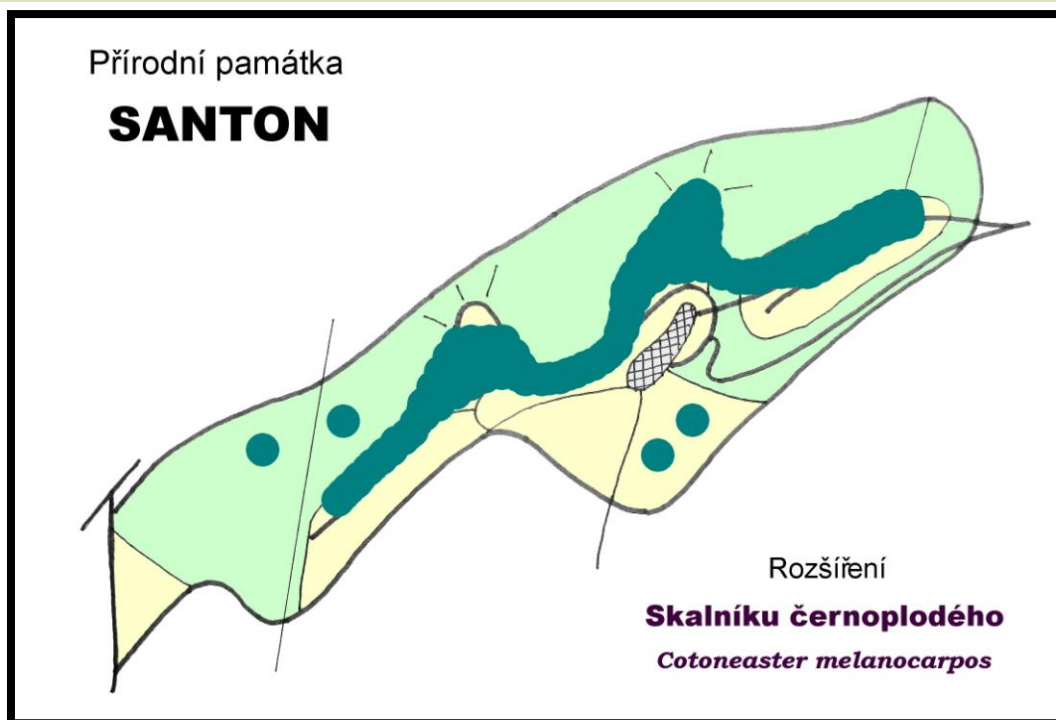 Přírodní památka
SANTON
Rozšíření
Skalníku černoplodého
Cotoneaster melanocarpos